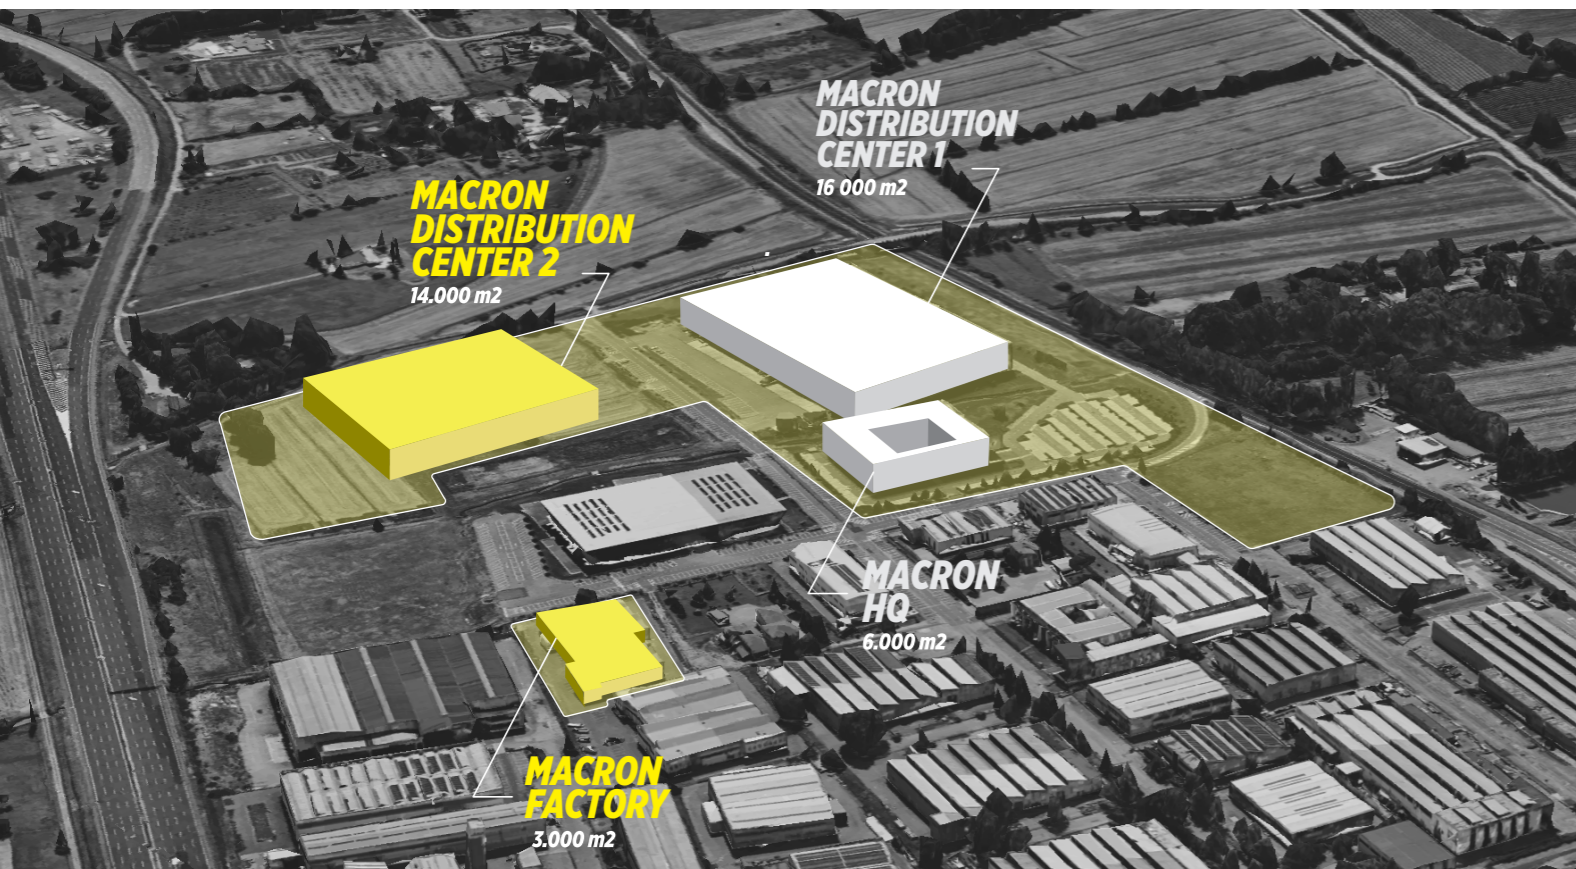 MACRON
DISTRIBUTION
CENTER 1
16 000 m2
MACRON
DISTRIBUTION
CENTER 2
14.000 m2
MACRON
HQ
6.000 m2
MACRON
FACTORY
3.000 m2